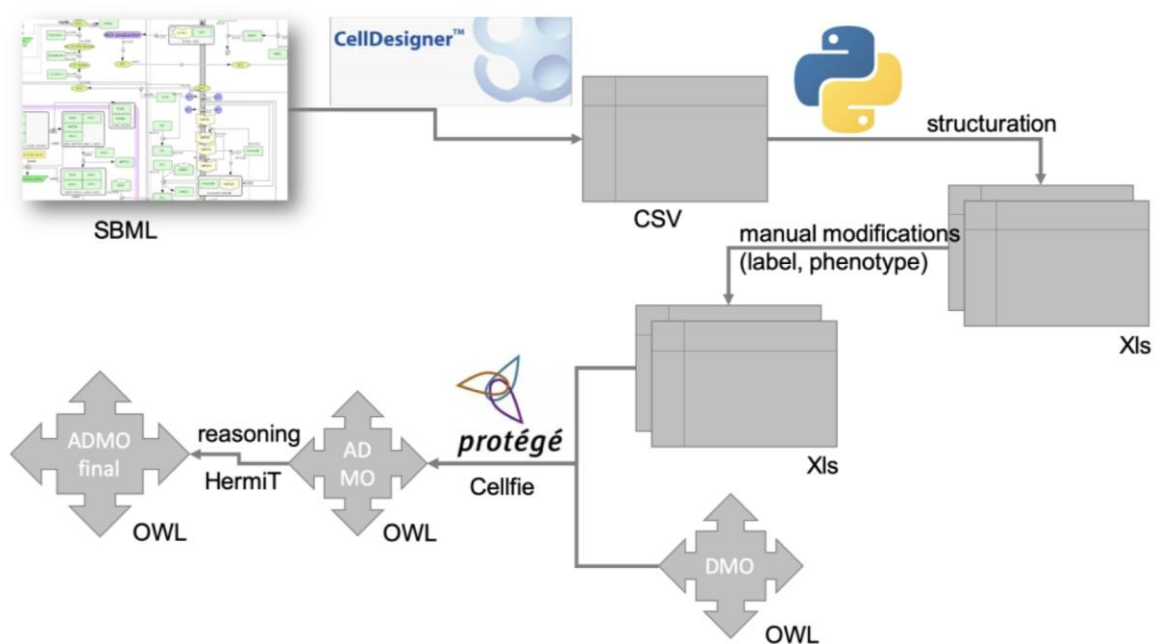 CellDesigner™
structuration
SBML
CSV
manual modifications
(label, phenotype)
Xls
protégé
Cellfie
Xls
reasoning
HermiT
ADMO
final
AD
MO
OWL
OWL
DMO
OWL